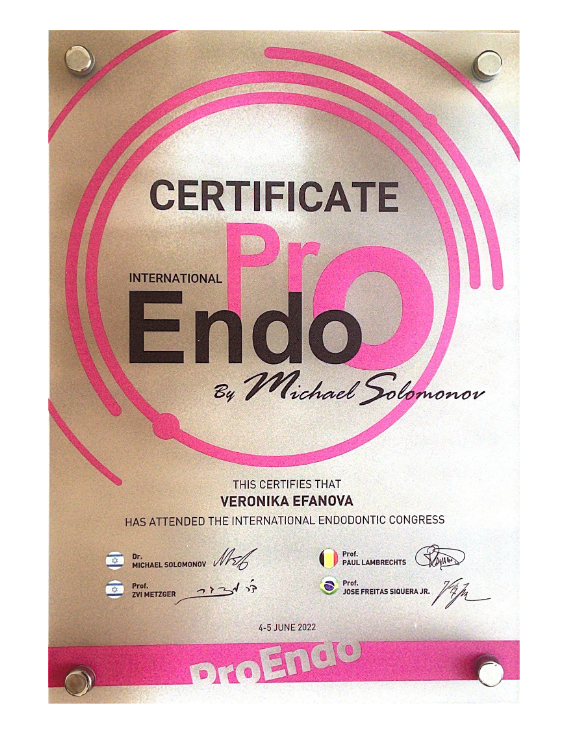 CERTIFICATE
Pro
INTERNATIONAL
Endo
By Michael Solomonov
THIS CERTIFIES THAT
VERONIKA EFANOVA
HAS ATTENDED THE INTERNATIONAL ENDODONTIC CONGRESS
Dr.
MICHAEL SOLOMONOV
Prof.
PAUL LAMBRECHTS
Prof.
ZVI METZGER
Prof.
JOSE FREITAS SIQUERA JR.
4-5 JUNE 2022
ProEndo